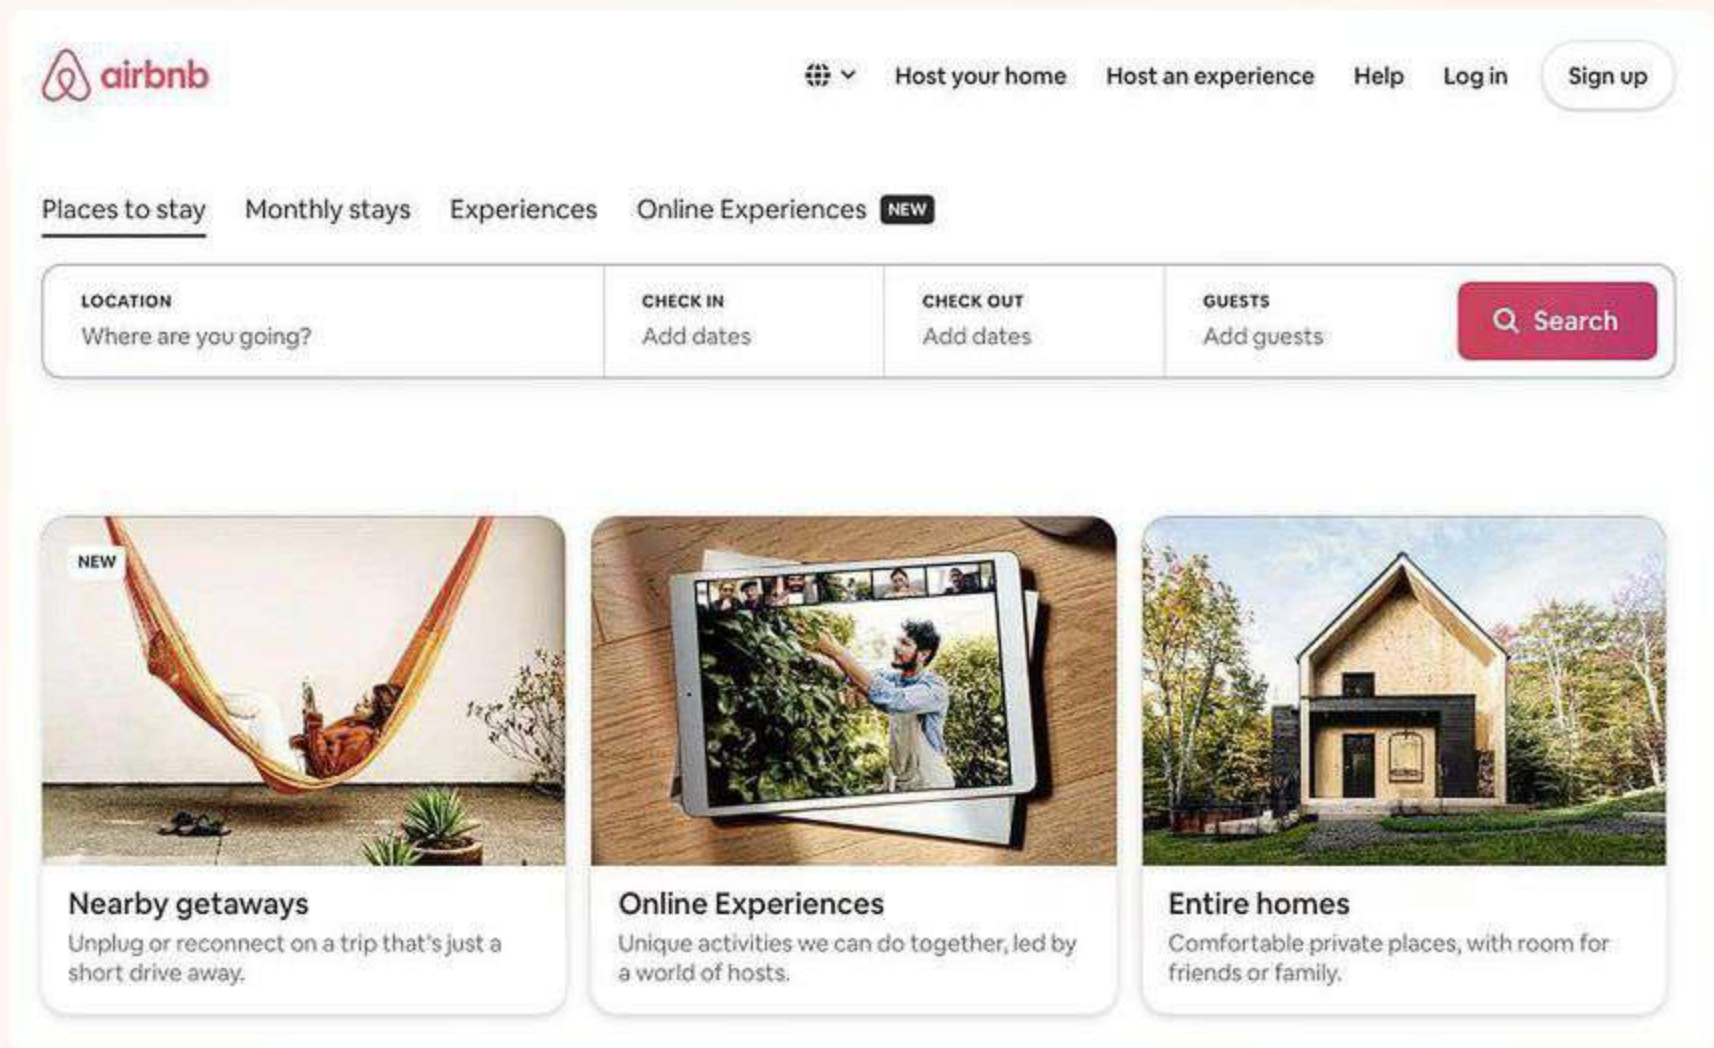 airbnb
Host your home
Host an experience
Help
Log in
Sign up
Places to stay
Monthly stays
Experiences
Online Experiences NEW
LOCATION
Where are you going?
CHECK IN
Add dates
CHECK OUT
Add dates
GUESTS
Add guests
Search
NEW
Nearby getaways
Unplug or reconnect on a trip that's just a
short drive away.
Online Experiences
Unique activities we can do together, led by
a world of hosts.
Entire homes
Comfortable private places, with room for
friends or family.